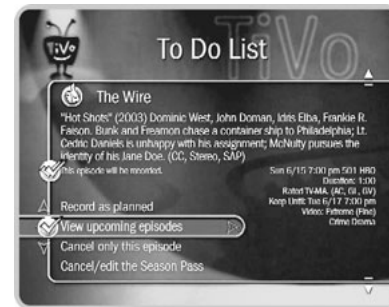 TiVo
To Do List
TiVo
The Wire
"Hot Shots" (2003) Dominic West, John Doman, Idris Elba, Frankie R.
Faison. Bunk and Freamon chase a container ship to Philadelphia; Lt.
Cedric Daniels is unhappy with his assignment; McNulty pursues the
identity of his Jane Doe. (CC, Stereo, SAP)
This episode will be recorded.
Sun 6/15 7:00 pm 501 HBO
Duration: 1:00
Rated TV-MA. (AC, GL, GV)
Keep Until: Tue 6/17 7:00 pm
Video: Extreme (Fine)
Crime Drama
Record as planned
View upcoming episodes
Cancel only this episode
Cancel/edit the Season Pass